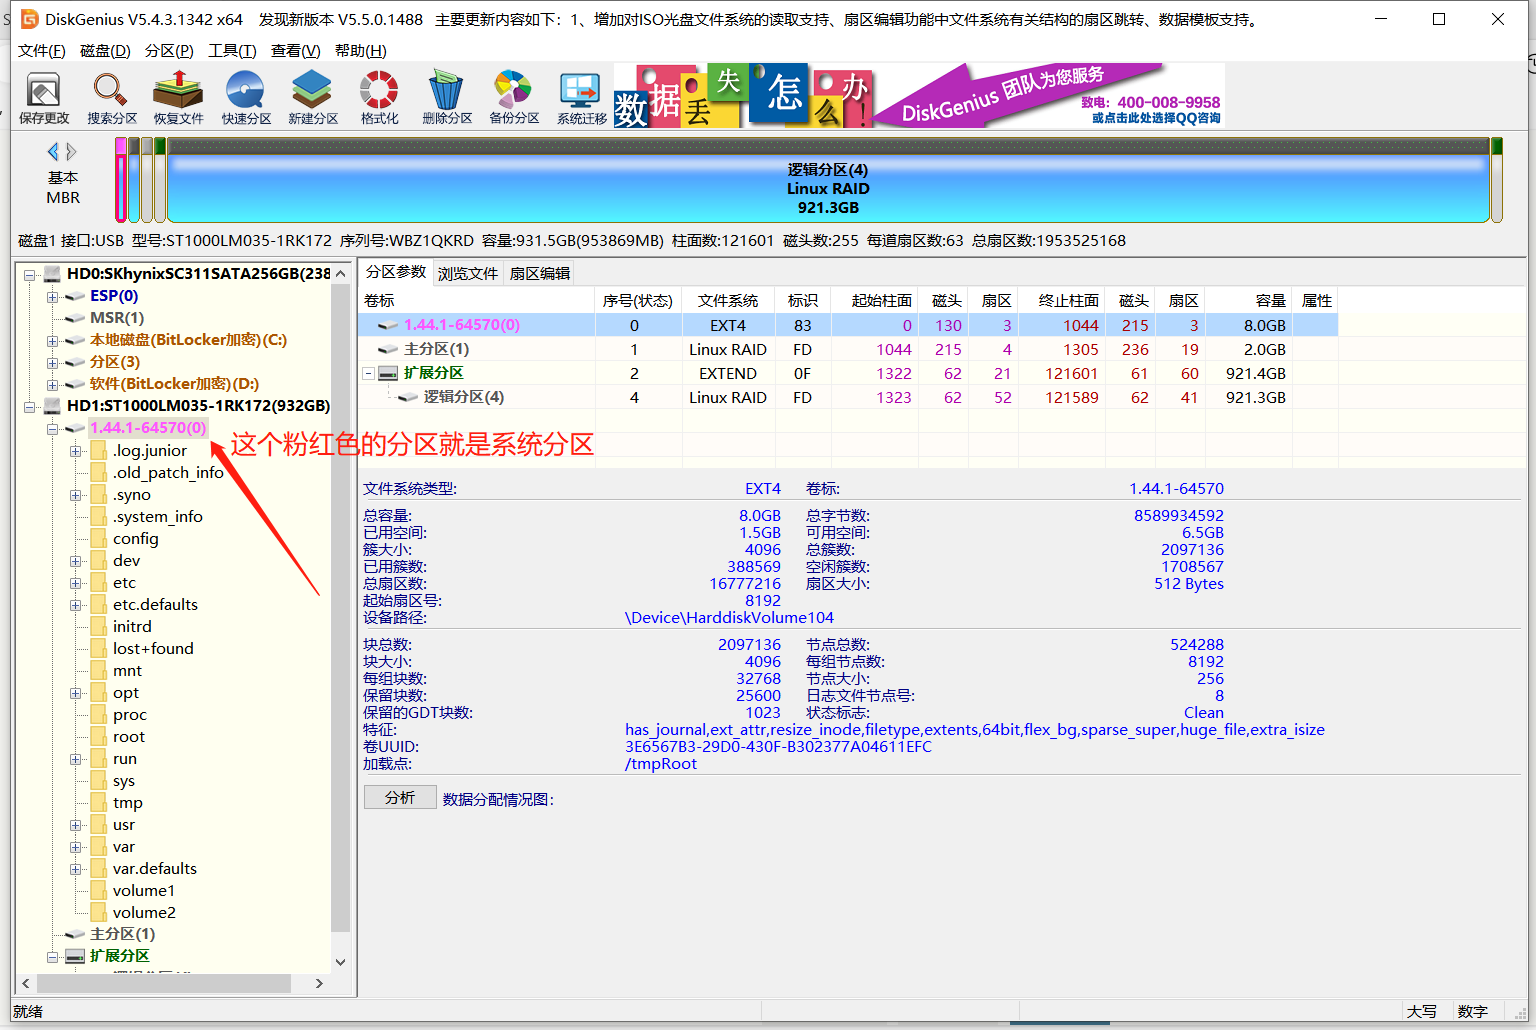 DiskGenius V5.4.3.1342 x64 发现新版本 V5.5.0.1488 主要更新内容如下：1、增加对ISO光盘文件系统的读取支持、扇区编辑功能中文件系统有关结构的扇区跳转、数据模板支持。
文件(F) 磁盘(D) 分区(P) 工具(T) 查看(V) 帮助(H)
保存更改 搜索分区 恢复文件 快速分区 新建分区 格式化 删除分区 备份分区 系统迁移
数据丢失怎么办!
DiskGenius 团队为您服务
致电：400-008-9958
或点击此处选择QQ咨询
基本
MBR
逻辑分区(4)
Linux RAID
921.3GB
磁盘1 接口:USB 型号:ST1000LM035-1RK172 序列号:WBZ1QKRD 容量:931.5GB(953869MB) 柱面数:121601 磁头数:255 每道扇区数:63 总扇区数:1953525168
HD0:SKhynixSC311SATA256GB(238
ESP(0)
MSR(1)
本地磁盘(BitLocker加密)(C:)
分区(3)
软件(BitLocker加密)(D:)
HD1:ST1000LM035-1RK172(932GB)
1.44.1-64570(0)
.log.junior
.old_patch_info
.syno
.system_info
config
dev
etc
etc.defaults
initrd
lost+found
mnt
opt
proc
root
run
sys
tmp
usr
var
var.defaults
volume1
volume2
主分区(1)
扩展分区
这个粉红色的分区就是系统分区
分区参数 浏览文件 扇区编辑
卷标 序号(状态) 文件系统 标识 起始柱面 磁头 扇区 终止柱面 磁头 扇区 容量 属性
1.44.1-64570(0) 0 EXT4 83 0 130 3 1044 215 3 8.0GB
主分区(1) 1 Linux RAID FD 1044 215 4 1305 236 19 2.0GB
扩展分区 2 EXTEND 0F 1322 62 21 121601 61 60 921.4GB
逻辑分区(4) 4 Linux RAID FD 1323 62 52 121589 62 41 921.3GB
文件系统类型: EXT4 卷标: 1.44.1-64570
总容量: 8.0GB 总字节数: 8589934592
已用空间: 1.5GB 可用空间: 6.5GB
簇大小: 4096 总簇数: 2097136
已用簇数: 388569 空闲簇数: 1708567
总扇区数: 16777216 扇区大小: 512 Bytes
起始扇区号: 8192
设备路径: \Device\HarddiskVolume104
块总数: 2097136 节点总数: 524288
块大小: 4096 每组节点数: 8192
每组块数: 32768 节点大小: 256
保留块数: 25600 日志文件节点号: 8
保留的GDT块数: 1023 状态标志: Clean
特征: has_journal,ext_attr,resize_inode,filetype,extents,64bit,flex_bg,sparse_super,huge_file,extra_isize
卷UUID: 3E6567B3-29D0-430F-B302377A04611EFC
加载点: /tmpRoot
分析 数据分配情况图:
就绪 大写 数字